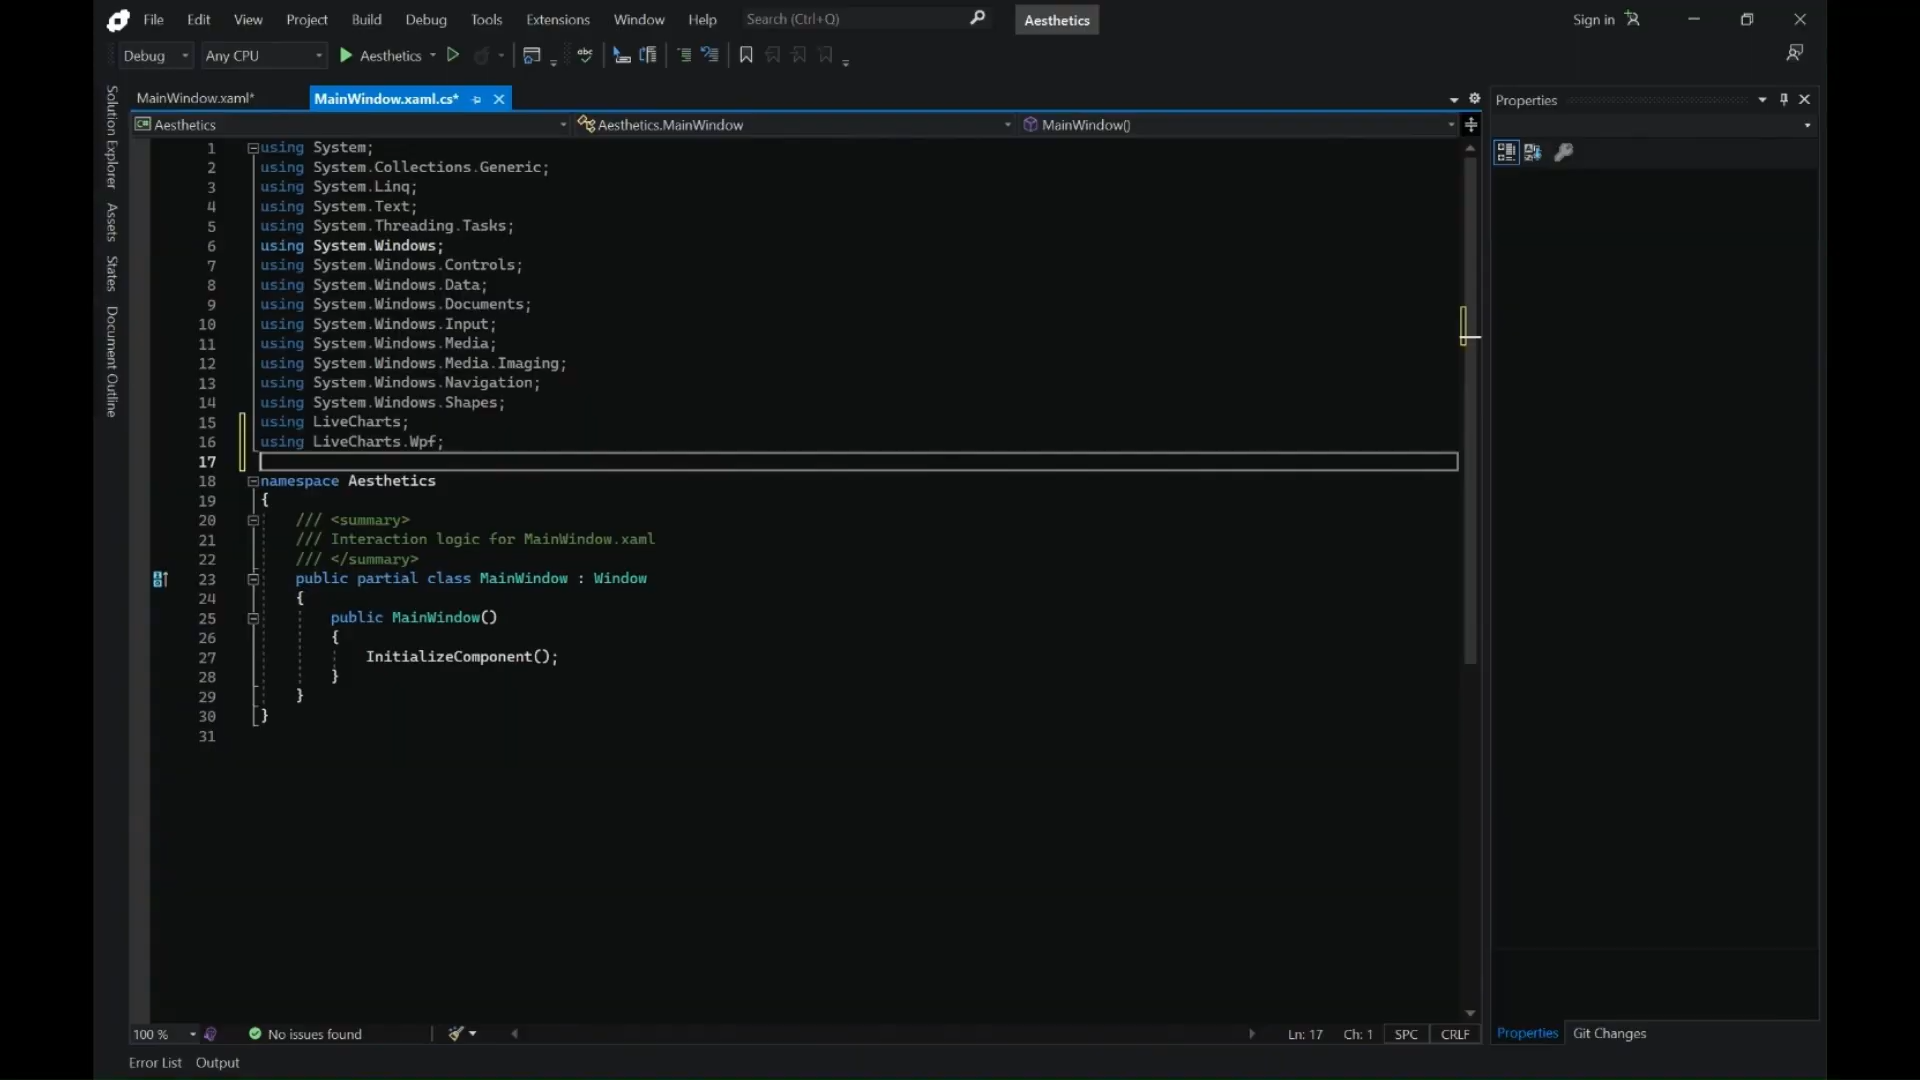 File Edit View Project Build Debug Tools Extensions Window Help Search (Ctrl+Q) Aesthetics Sign in
Debug Any CPU Aesthetics abc
MainWindow.xaml* MainWindow.xaml.cs* Properties
Aesthetics Aesthetics.MainWindow MainWindow()
Solution Explorer
Assets
States
Document Outline
1 using System;
2 using System.Collections.Generic;
3 using System.Linq;
4 using System.Text;
5 using System.Threading.Tasks;
6 using System.Windows;
7 using System.Windows.Controls;
8 using System.Windows.Data;
9 using System.Windows.Documents;
10 using System.Windows.Input;
11 using System.Windows.Media;
12 using System.Windows.Media.Imaging;
13 using System.Windows.Navigation;
14 using System.Windows.Shapes;
15 using LiveCharts;
16 using LiveCharts.Wpf;
17
18 namespace Aesthetics
19 {
20 /// <summary>
21 /// Interaction logic for MainWindow.xaml
22 /// </summary>
23 public partial class MainWindow : Window
24 {
25 public MainWindow()
26 {
27 InitializeComponent();
28 }
29 }
30 }
31
100 % No issues found Ln: 17 Ch: 1 SPC CRLF Properties Git Changes
Error List Output